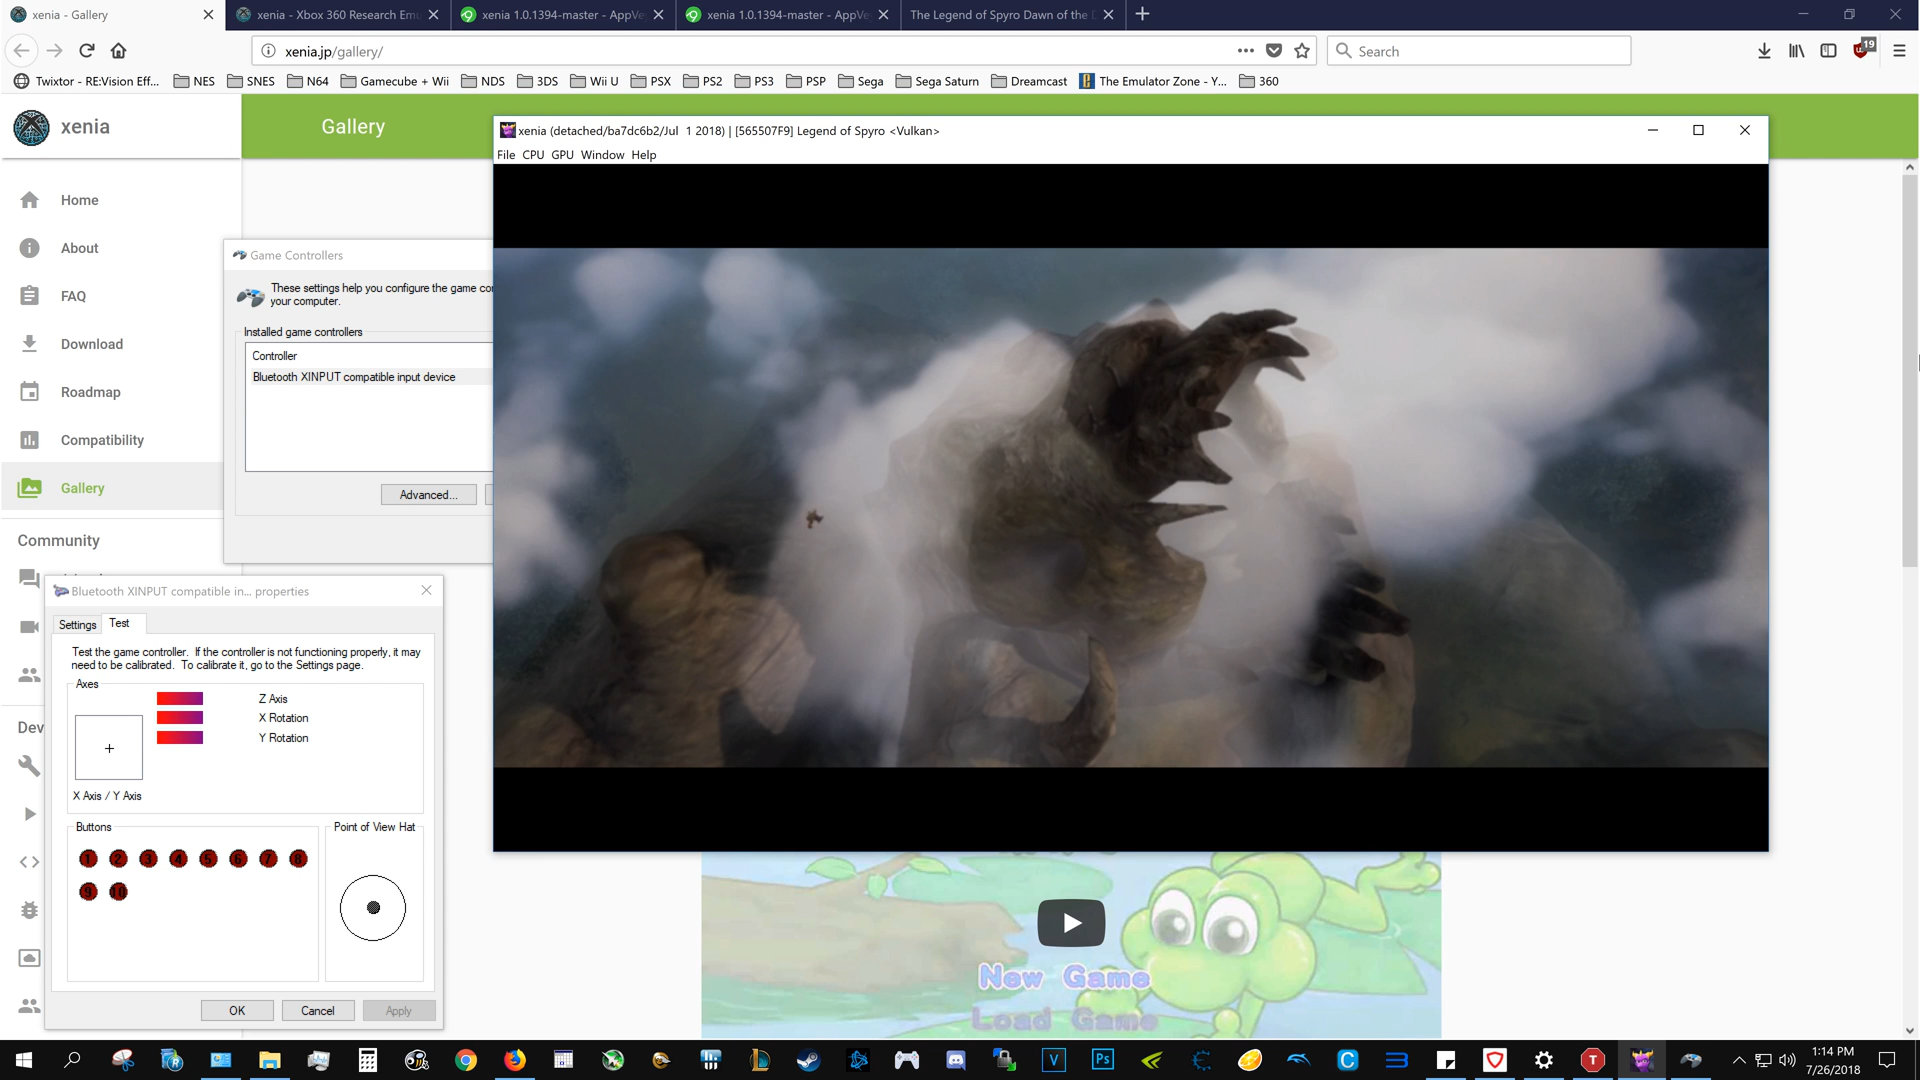 xenia - Gallery
xenia - Xbox 360 Research Emu
xenia 1.0.1394-master - AppVe
xenia 1.0.1394-master - AppVe
The Legend of Spyro Dawn of the D
xenia.jp/gallery/
Search
19
Twixtor - RE:Vision Eff...
NES
SNES
N64
Gamecube + Wii
NDS
3DS
Wii U
PSX
PS2
PS3
PSP
Sega
Sega Saturn
Dreamcast
The Emulator Zone - Y...
360
xenia
Gallery
xenia (detached/ba7dc6b2/Jul 1 2018) | [565507F9] Legend of Spyro <Vulkan>
File CPU GPU Window Help
Home
About
FAQ
Download
Roadmap
Compatibility
Gallery
Community
Dev
Game Controllers
These settings help you configure the game co
your computer.
Installed game controllers
Controller
Bluetooth XINPUT compatible input device
Advanced...
Bluetooth XINPUT compatible in... properties
Settings
Test
Test the game controller. If the controller is not functioning properly, it may
need to be calibrated. To calibrate it, go to the Settings page.
Axes
Z Axis
X Rotation
Y Rotation
X Axis / Y Axis
Buttons
1 2 3 4 5 6 7 8
9 10
Point of View Hat
OK
Cancel
Apply
New Game
Load Game
1:14 PM
7/26/2018